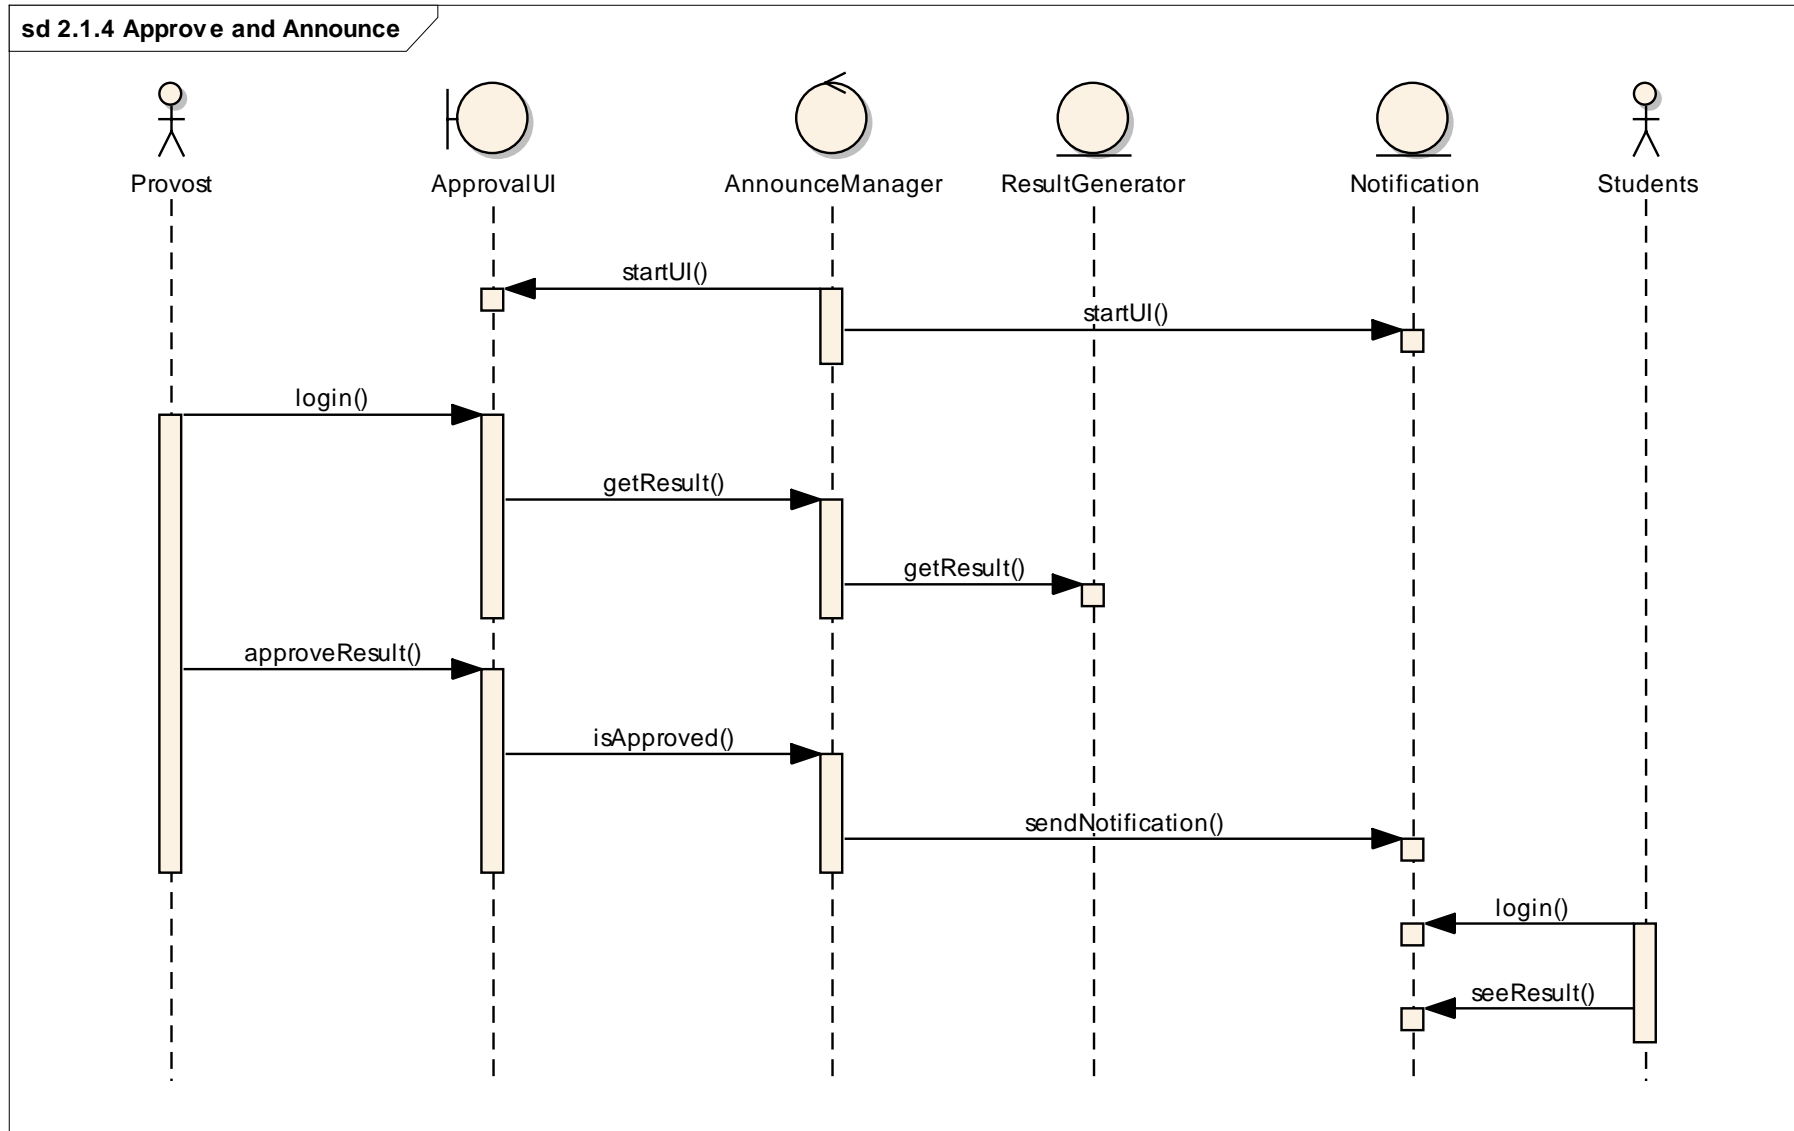 sd 2.1.4 Approve and Announce
Provost
ApprovalUI
AnnounceManager
ResultGenerator
Notification
Students
startUI()
startUI()
login()
getResult()
getResult()
approveResult()
isApproved()
sendNotification()
login()
seeResult()